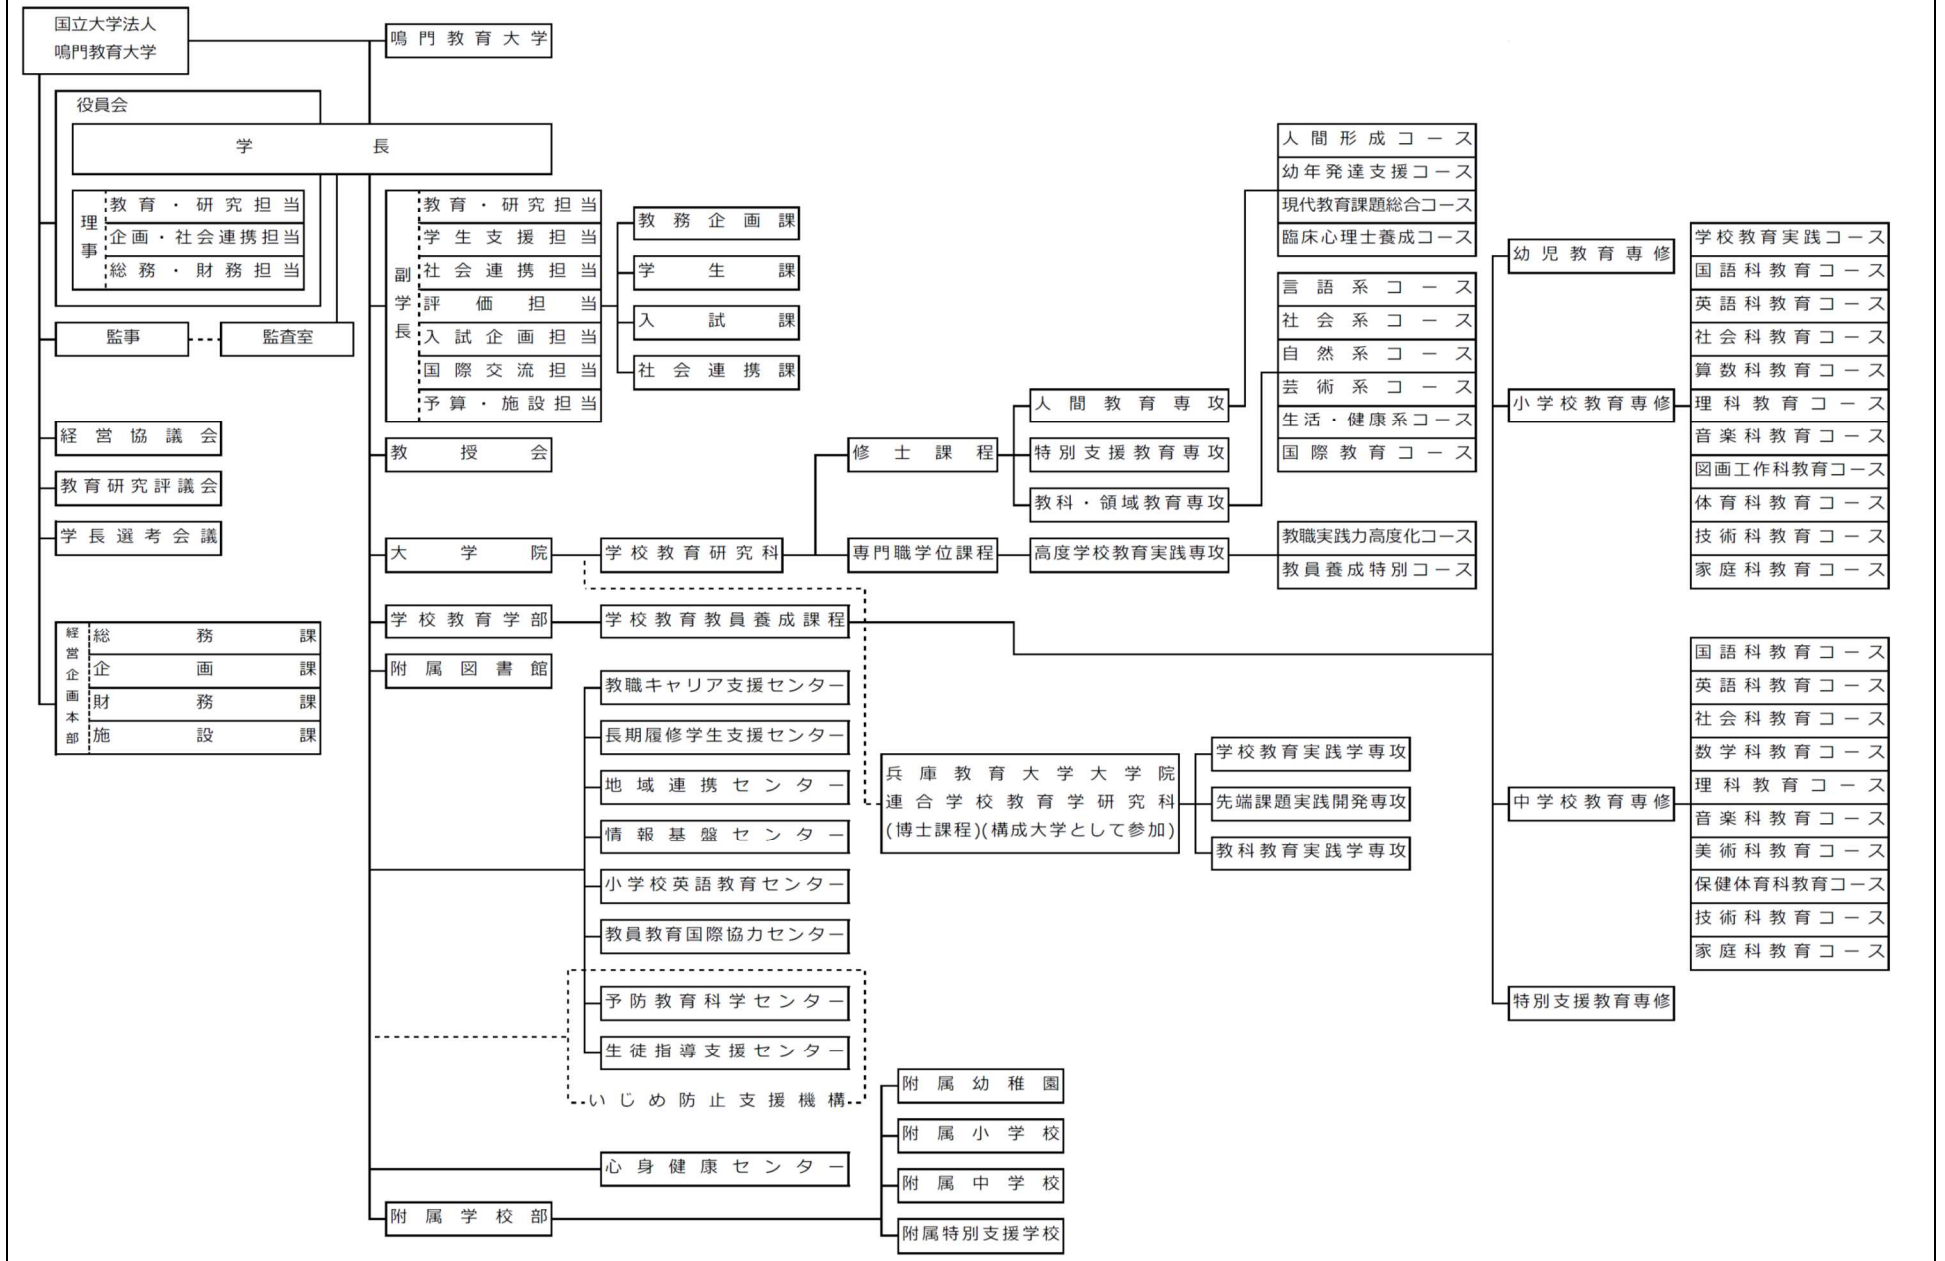 国立大学法人
鳴門教育大学
鳴門教育大学
役員会
学長
理事
教育・研究担当
企画・社会連携担当
総務・財務担当
監事
監査室
経営協議会
教育研究評議会
学長選考会議
経営企画本部
総務課
企画課
財務課
施設課
副学長
教育・研究担当
学生支援担当
社会連携担当
評価担当
入試企画担当
国際交流担当
予算・施設担当
教務企画課
学生課
入試課
社会連携課
教授会
大学院
学校教育研究科
修士課程
人間教育専攻
特別支援教育専攻
教科・領域教育専攻
人間形成コース
幼年発達支援コース
現代教育課題総合コース
臨床心理士養成コース
言語系コース
社会系コース
自然系コース
芸術系コース
生活・健康系コース
国際教育コース
専門職学位課程
高度学校教育実践専攻
教職実践力高度化コース
教員養成特別コース
学校教育学部
学校教育教員養成課程
幼児教育専修
小学校教育専修
学校教育実践コース
国語科教育コース
英語科教育コース
社会科教育コース
算数科教育コース
理科教育コース
音楽科教育コース
図画工作科教育コース
体育科教育コース
技術科教育コース
家庭科教育コース
中学校教育専修
国語科教育コース
英語科教育コース
社会科教育コース
数学科教育コース
理科教育コース
音楽科教育コース
美術科教育コース
保健体育科教育コース
技術科教育コース
家庭科教育コース
特別支援教育専修
附属図書館
教職キャリア支援センター
長期履修学生支援センター
地域連携センター
情報基盤センター
小学校英語教育センター
教員教育国際協力センター
予防教育科学センター
生徒指導支援センター
いじめ防止支援機構
兵庫教育大学大学院
連合学校教育学研究科
(博士課程)(構成大学として参加)
学校教育実践学専攻
先端課題実践開発専攻
教科教育実践学専攻
心身健康センター
附属学校部
附属幼稚園
附属小学校
附属中学校
附属特別支援学校